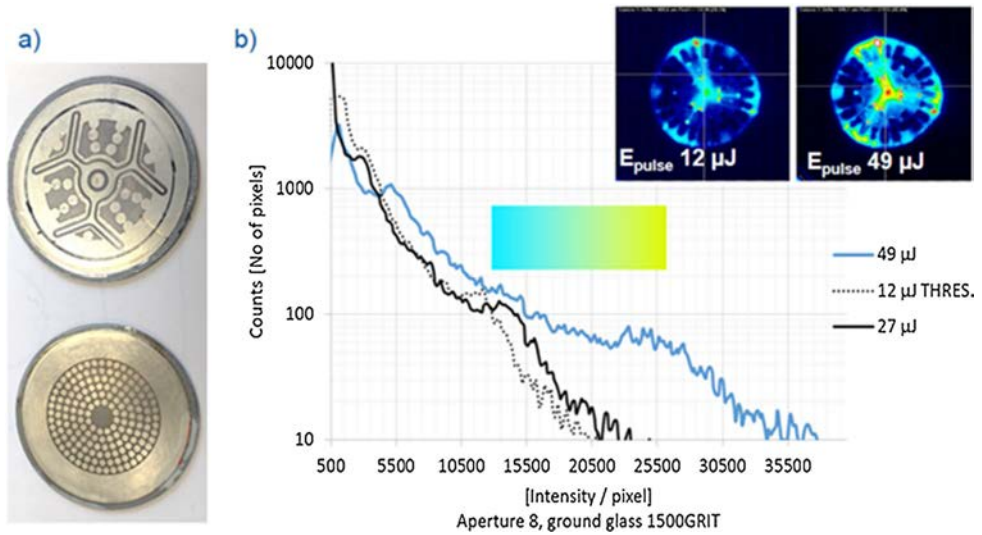 a)
b)
10000
1000
100
10
Counts [No of pixels]
500 5500 10500 15500 20500 25500 30500 35500
[Intensity / pixel]
Aperture 8, ground glass 1500GRIT
Epulse 12 µJ
Epulse 49 µJ
49 µJ
12 µJ THRES.
27 µJ